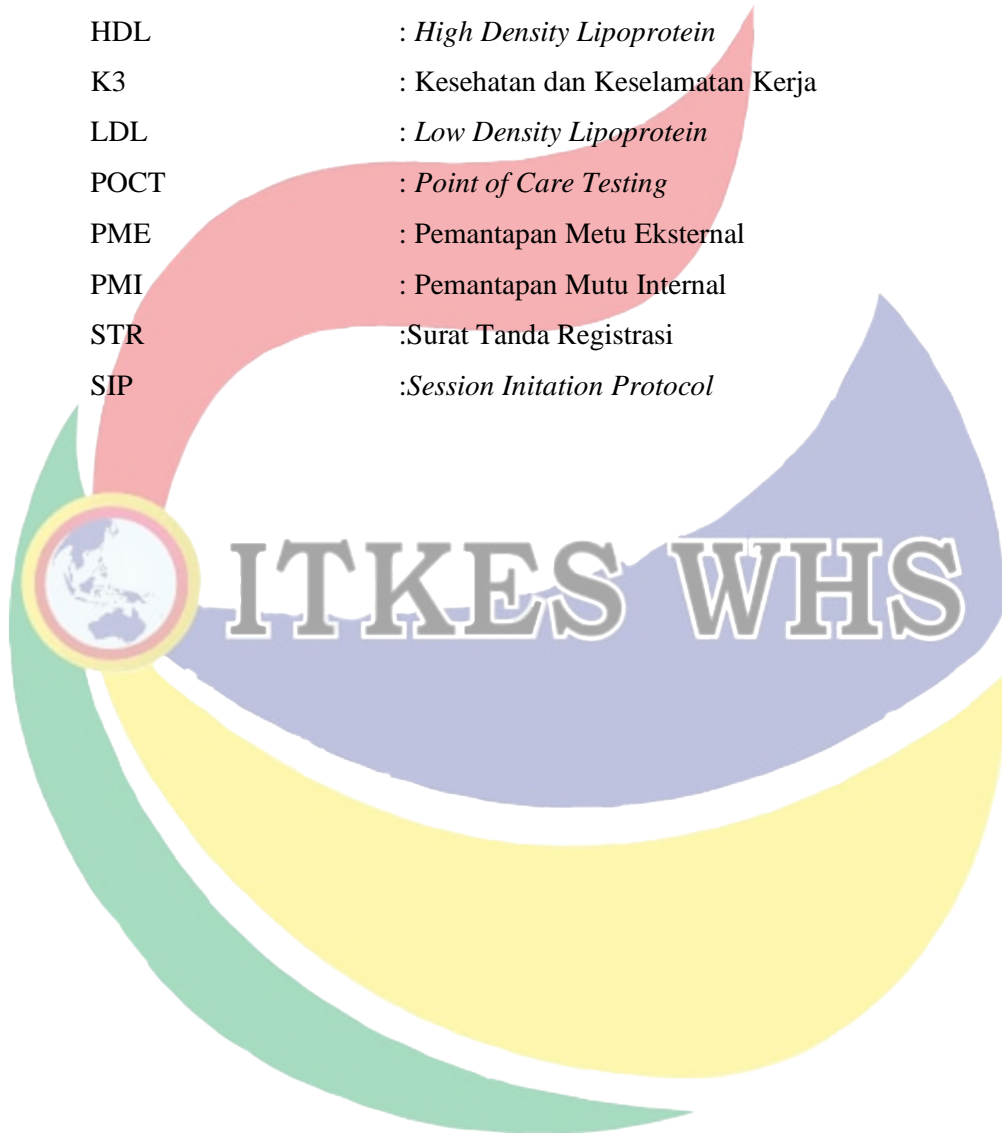 HDL : High Density Lipoprotein
K3 : Kesehatan dan Keselamatan Kerja
LDL : Low Density Lipoprotein
POCT : Point of Care Testing
PME : Pemantapan Metu Eksternal
PMI : Pemantapan Mutu Internal
STR :Surat Tanda Registrasi
SIP :Session Initation Protocol
ITKES WHS